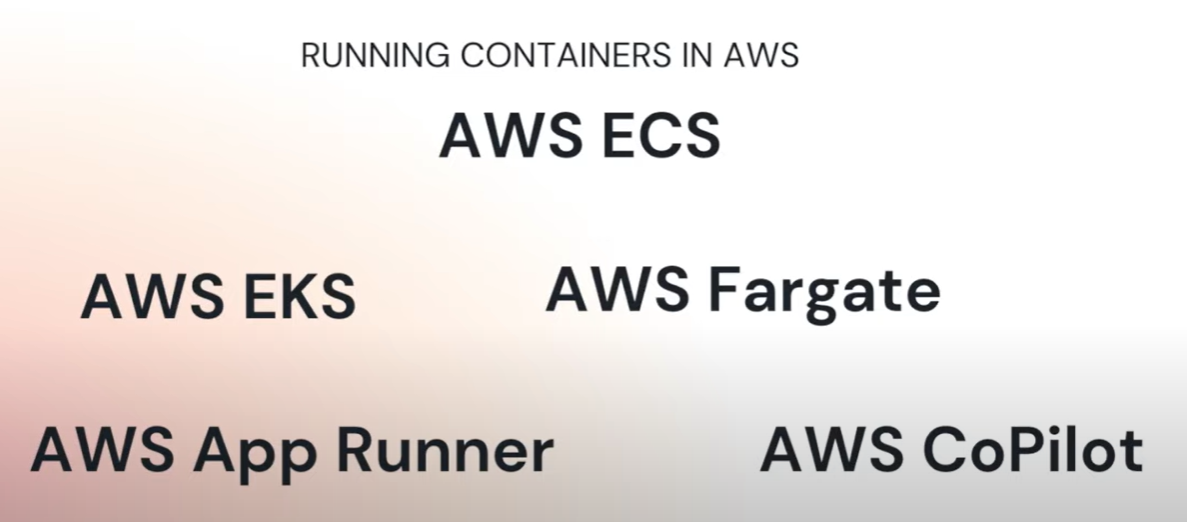 RUNNING CONTAINERS IN AWS
AWS ECS
AWS EKS
AWS Fargate
AWS App Runner
AWS CoPilot